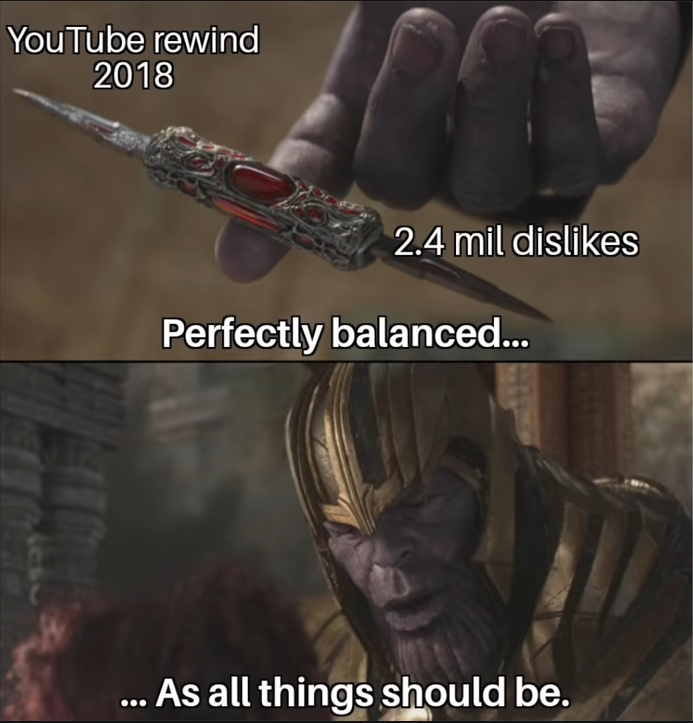 YouTube rewind
2018
2.4 mil dislikes
Perfectly balanced...
... As all things should be.